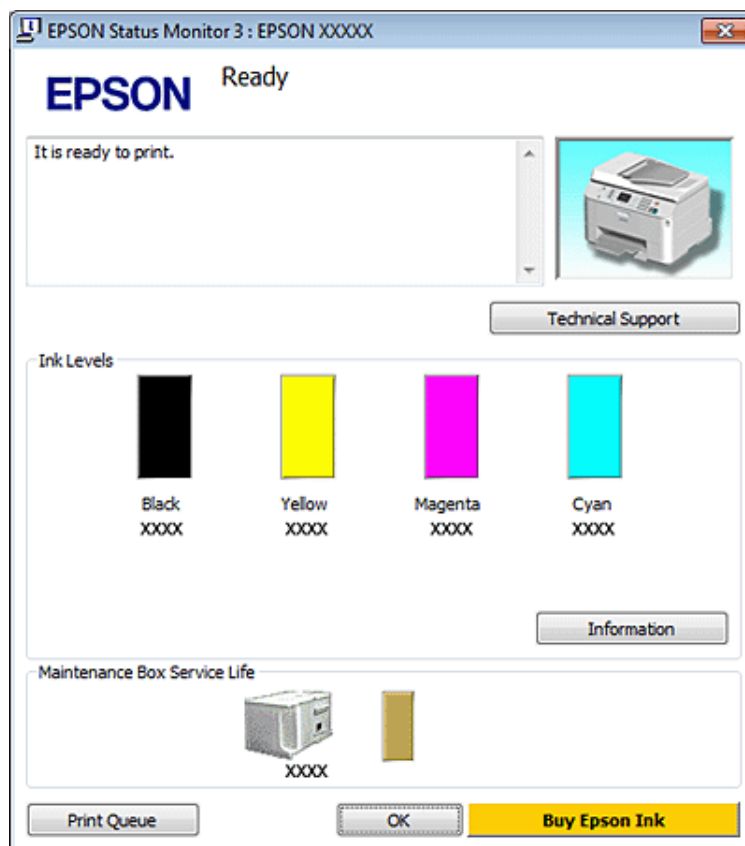 EPSON Status Monitor 3 : EPSON XXXXX
EPSON
Ready
It is ready to print.
Technical Support
Ink Levels
Black Yellow Magenta Cyan
XXXX XXXX XXXX XXXX
Information
Maintenance Box Service Life
XXXX
Print Queue OK Buy Epson Ink